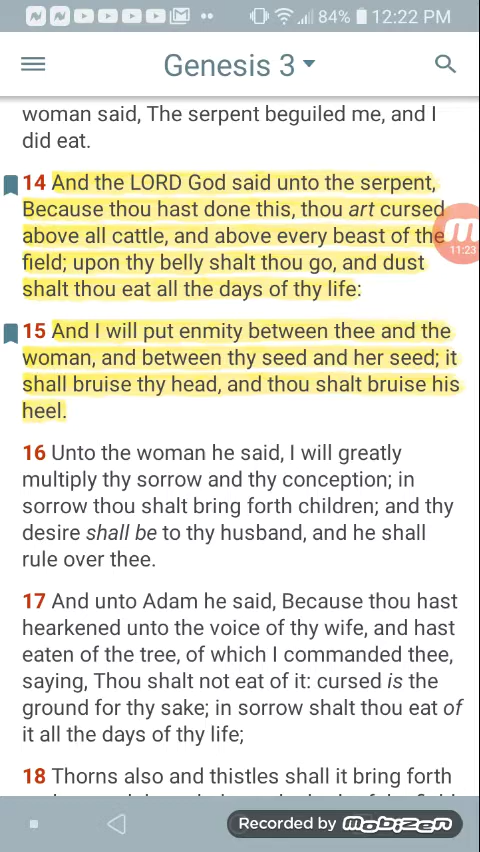 84% 12:22 PM
Genesis 3
woman said, The serpent beguiled me, and I
did eat.
14 And the LORD God said unto the serpent,
Because thou hast done this, thou art cursed
above all cattle, and above every beast of the
field; upon thy belly shalt thou go, and dust
shalt thou eat all the days of thy life:
11:23
15 And I will put enmity between thee and the
woman, and between thy seed and her seed; it
shall bruise thy head, and thou shalt bruise his
heel.
16 Unto the woman he said, I will greatly
multiply thy sorrow and thy conception; in
sorrow thou shalt bring forth children; and thy
desire shall be to thy husband, and he shall
rule over thee.
17 And unto Adam he said, Because thou hast
hearkened unto the voice of thy wife, and hast
eaten of the tree, of which I commanded thee,
saying, Thou shalt not eat of it: cursed is the
ground for thy sake; in sorrow shalt thou eat of
it all the days of thy life;
18 Thorns also and thistles shall it bring forth
Recorded by mobizen